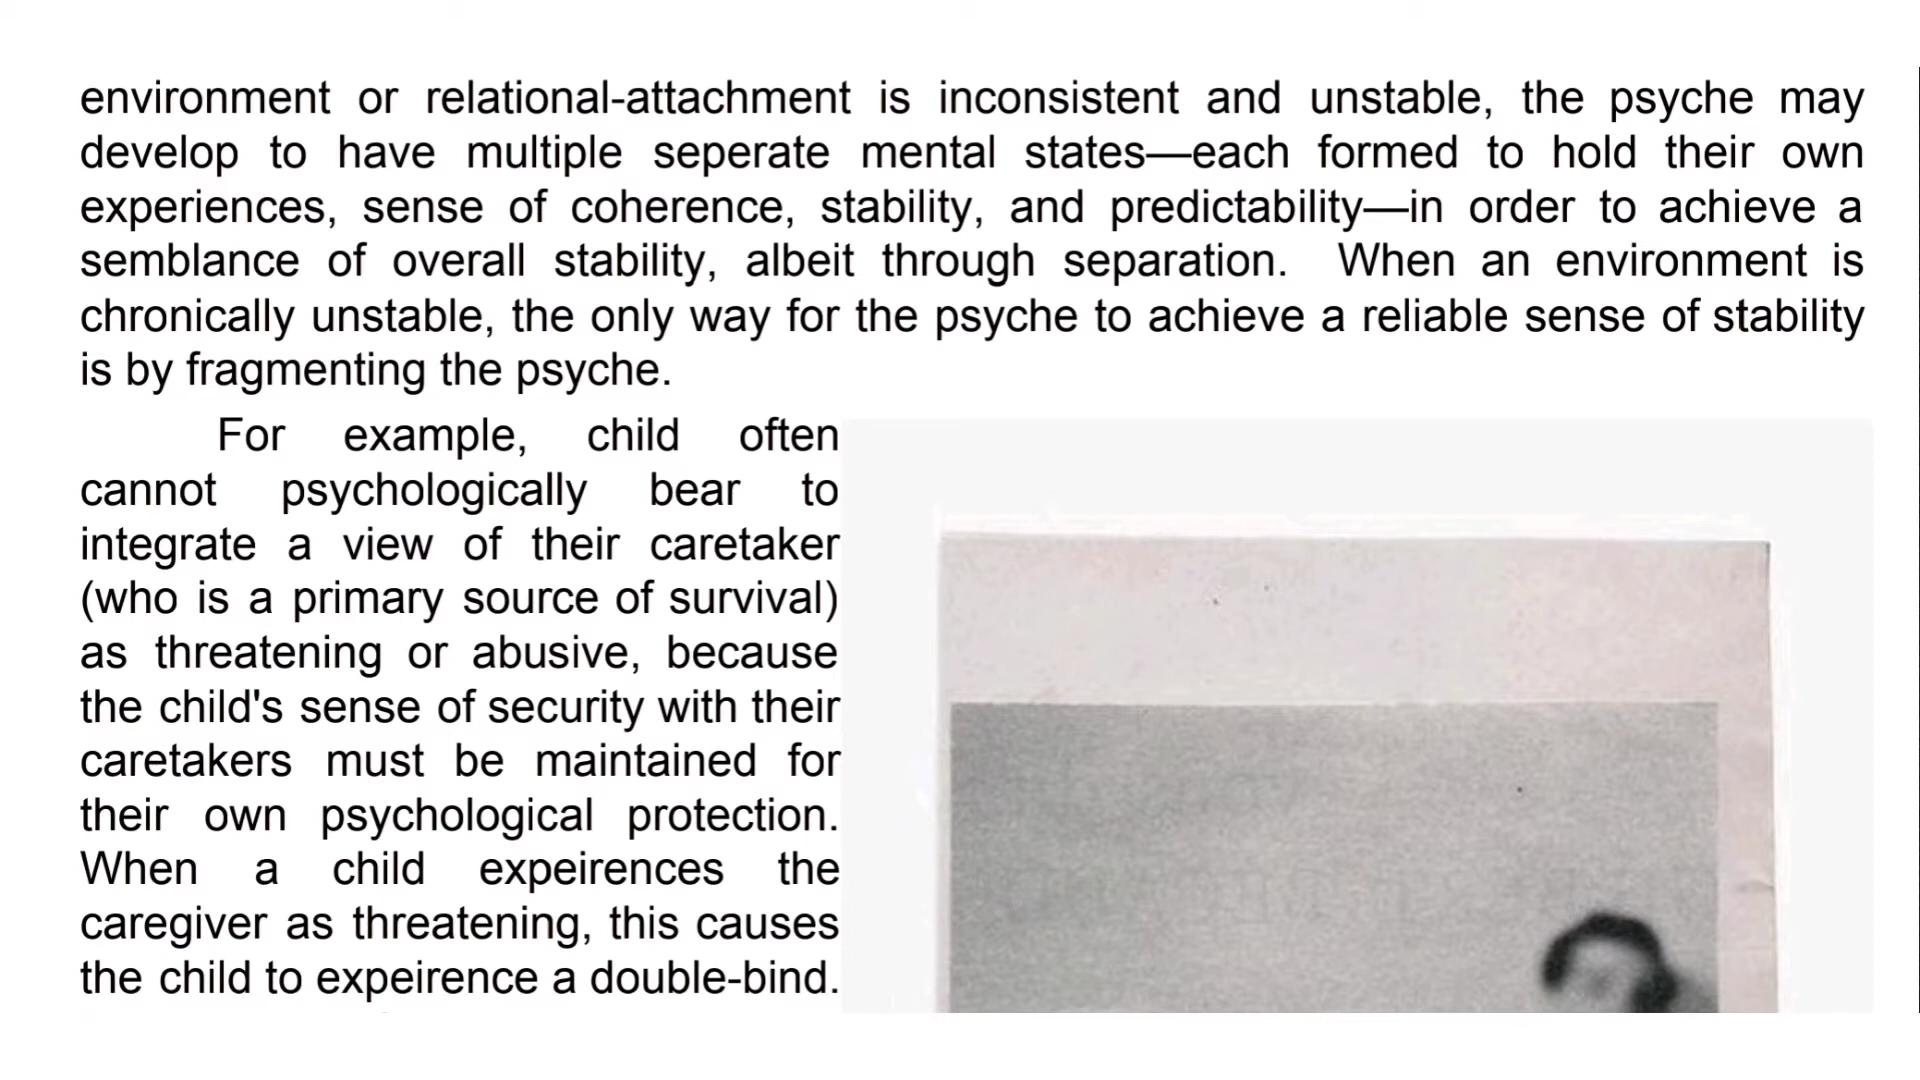 environment or relational-attachment is inconsistent and unstable, the psyche may
develop to have multiple seperate mental states—each formed to hold their own
experiences, sense of coherence, stability, and predictability—in order to achieve a
semblance of overall stability, albeit through separation. When an environment is
chronically unstable, the only way for the psyche to achieve a reliable sense of stability
is by fragmenting the psyche.
For example, child often
cannot psychologically bear to
integrate a view of their caretaker
(who is a primary source of survival)
as threatening or abusive, because
the child's sense of security with their
caretakers must be maintained for
their own psychological protection.
When a child expeirences the
caregiver as threatening, this causes
the child to expeirence a double-bind.